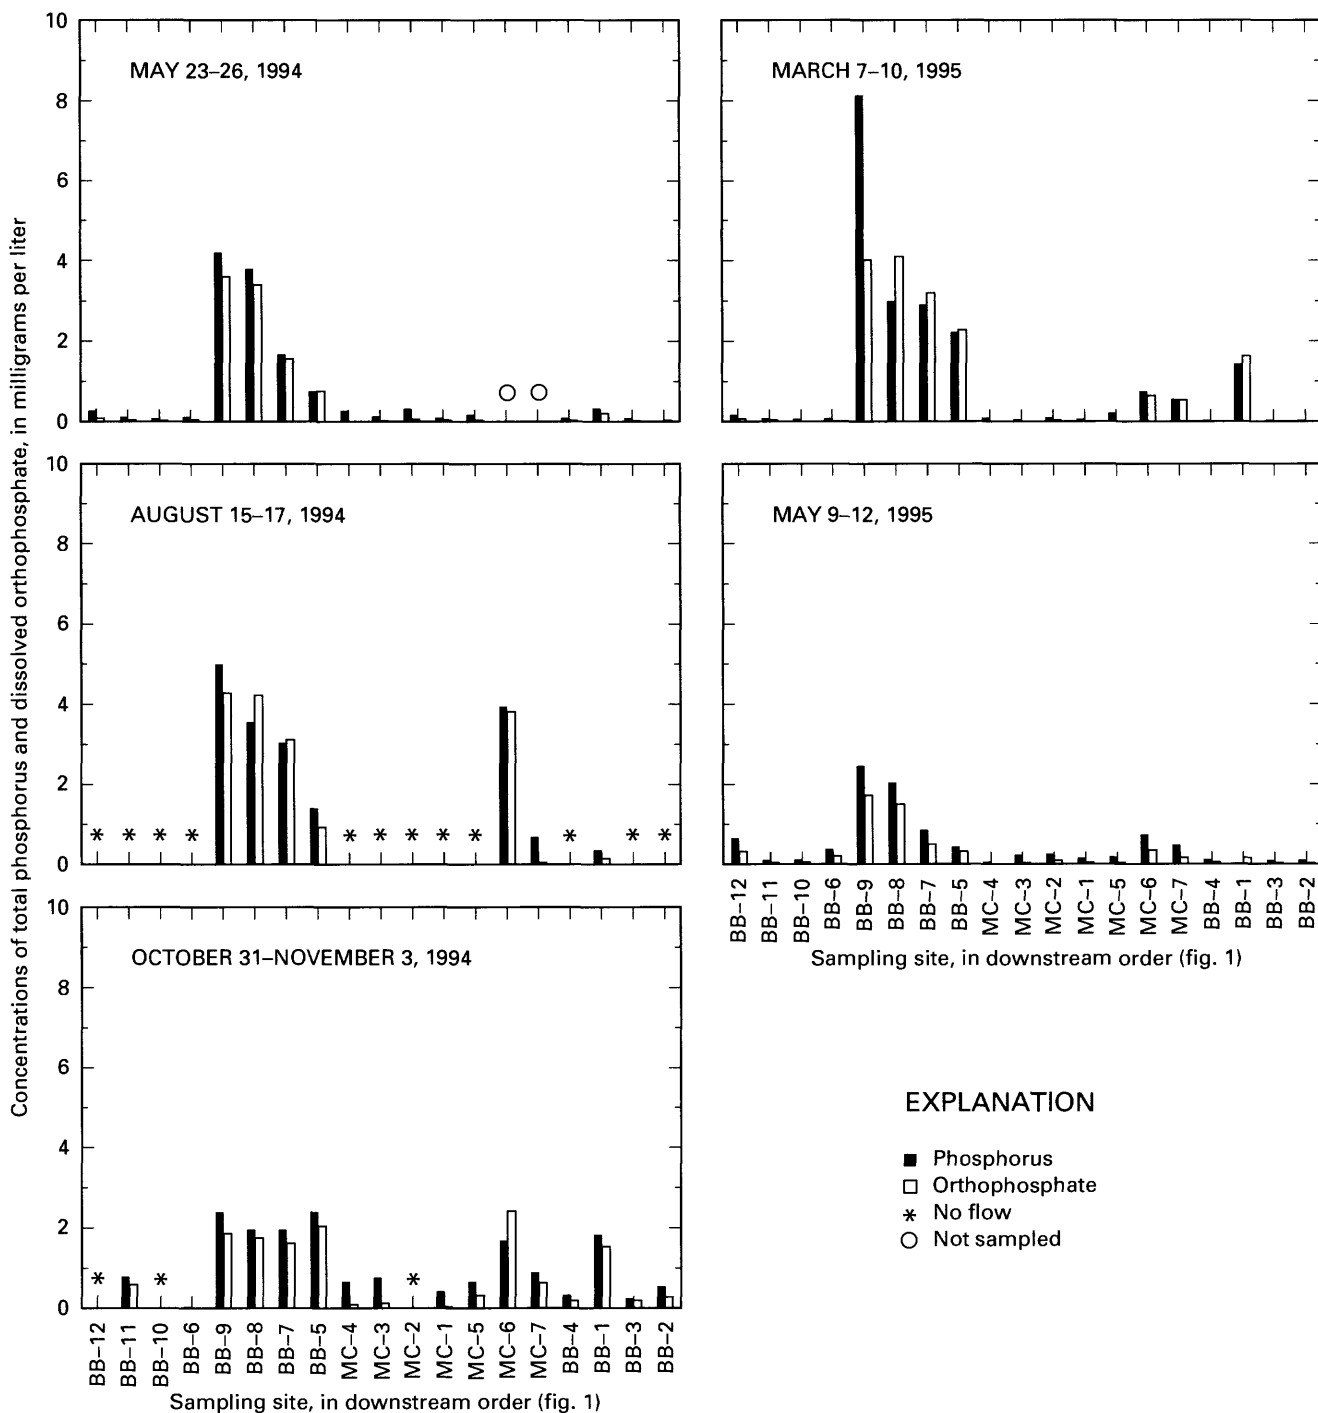 Concentrations of total phosphorus and dissolved orthophosphate, in milligrams per liter
10
8
6
4
2
0
MAY 23–26, 1994
MARCH 7–10, 1995
10
8
6
4
2
0
AUGUST 15–17, 1994
* * * * * * * * * * * *
MAY 9–12, 1995
BB–12 BB–11 BB–10 BB–6 BB–9 BB–8 BB–7 BB–5 MC–4 MC–3 MC–2 MC–1 MC–5 MC–6 MC–7 BB–4 BB–1 BB–3 BB–2
Sampling site, in downstream order (fig. 1)
10
8
6
4
2
0
OCTOBER 31–NOVEMBER 3, 1994
* * *
BB–12 BB–11 BB–10 BB–6 BB–9 BB–8 BB–7 BB–5 MC–4 MC–3 MC–2 MC–1 MC–5 MC–6 MC–7 BB–4 BB–1 BB–3 BB–2
Sampling site, in downstream order (fig. 1)
EXPLANATION
Phosphorus
Orthophosphate
* No flow
Not sampled